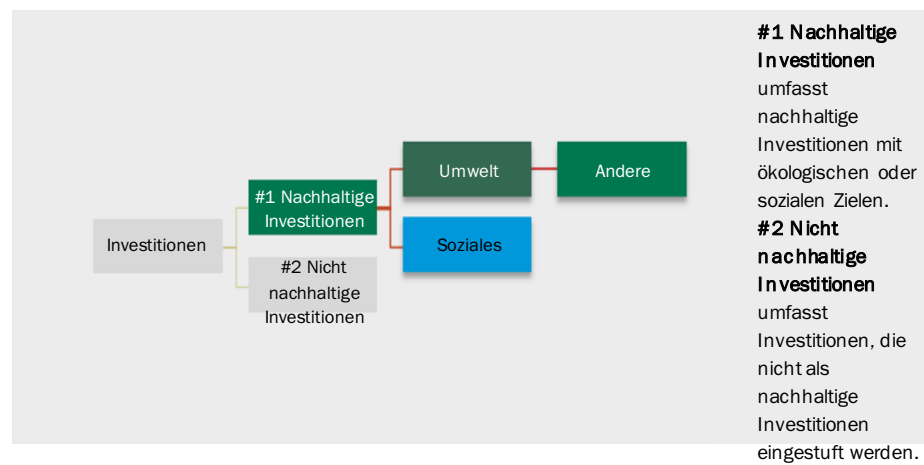 Investitionen
#1 Nachhaltige
Investitionen
#2 Nicht
nachhaltige
Investitionen
Umwelt
Soziales
Andere
#1 Nachhaltige
Investitionen
umfasst
nachhaltige
Investitionen mit
ökologischen oder
sozialen Zielen.
#2 Nicht
nachhaltige
Investitionen
umfasst
Investitionen, die
nicht als
nachhaltige
Investitionen
eingestuft werden.